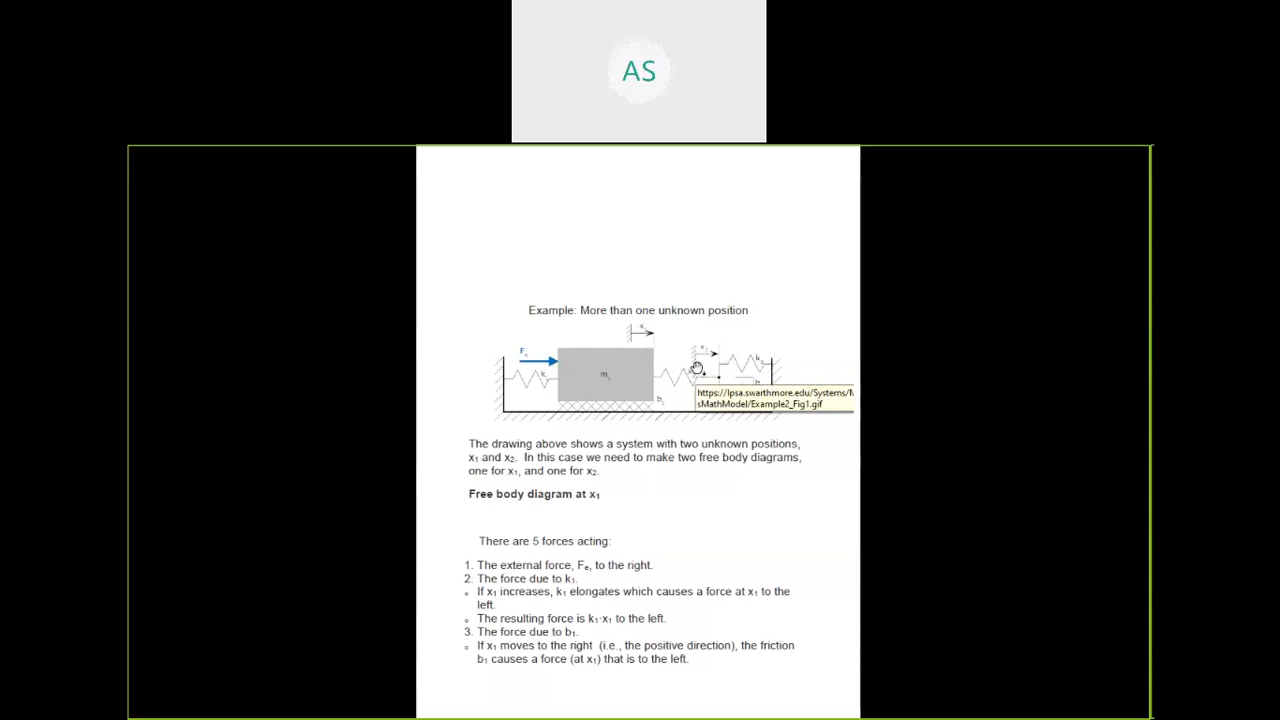 AS
Example: More than one unknown position
x
Fe
x2
k2
k1
m1
b1
b
https://lpsa.swarthmore.edu/Systems/M
sMathModel/Example2_Fig1.gif
The drawing above shows a system with two unknown positions,
x₁ and x₂. In this case we need to make two free body diagrams,
one for x₁, and one for x₂.
Free body diagram at x₁
There are 5 forces acting:
1. The external force, Fₑ, to the right.
2. The force due to k₁.
o If x₁ increases, k₁ elongates which causes a force at x₁ to the
left.
o The resulting force is k₁·x₁ to the left.
3. The force due to b₁.
o If x₁ moves to the right (i.e., the positive direction), the friction
b₁ causes a force (at x₁) that is to the left.